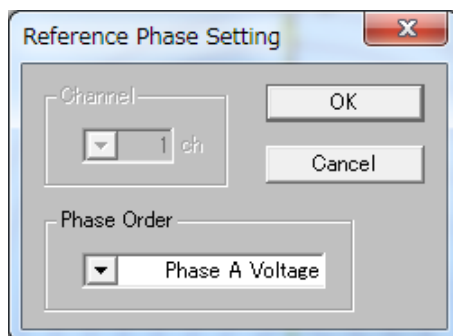 Reference Phase Setting
Channel
1 ch
OK
Cancel
Phase Order
Phase A Voltage